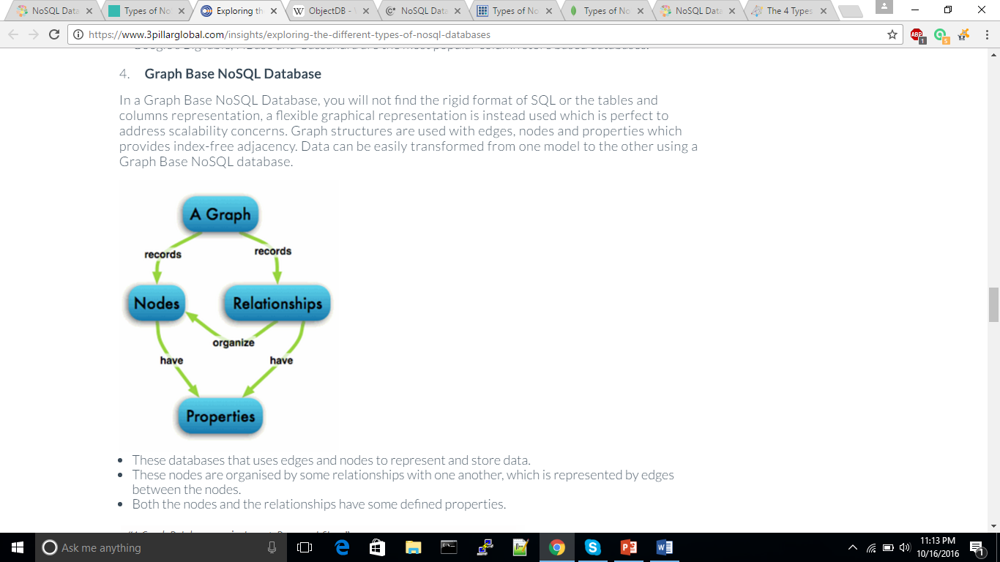 NoSQL Data
Types of No
Exploring th
ObjectDB -
NoSQL Data
Types of No
Types of No
NoSQL Data
The 4 Types
https://www.3pillarglobal.com/insights/exploring-the-different-types-of-nosql-databases
ABP
1
5
4. Graph Base NoSQL Database
In a Graph Base NoSQL Database, you will not find the rigid format of SQL or the tables and
columns representation, a flexible graphical representation is instead used which is perfect to
address scalability concerns. Graph structures are used with edges, nodes and properties which
provides index-free adjacency. Data can be easily transformed from one model to the other using a
Graph Base NoSQL database.
A Graph
records
records
Nodes
Relationships
organize
have
have
Properties
These databases that uses edges and nodes to represent and store data.
These nodes are organised by some relationships with one another, which is represented by edges
between the nodes.
Both the nodes and the relationships have some defined properties.
Ask me anything
11:13 PM
10/16/2016
1